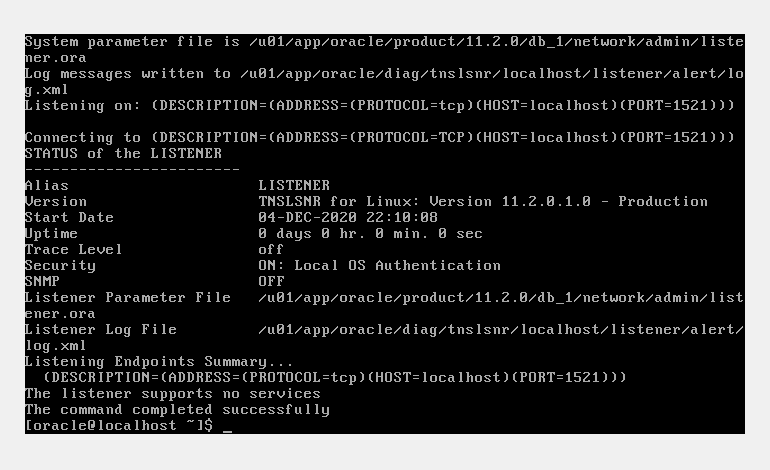 System parameter file is /u01/app/oracle/product/11.2.0/db_1/network/admin/liste
ner.ora
Log messages written to /u01/app/oracle/diag/tnslsnr/localhost/listener/alert/lo
g.xml
Listening on: (DESCRIPTION=(ADDRESS=(PROTOCOL=tcp)(HOST=localhost)(PORT=1521)))

Connecting to (DESCRIPTION=(ADDRESS=(PROTOCOL=TCP)(HOST=localhost)(PORT=1521)))
STATUS of the LISTENER
------------------------
Alias                     LISTENER
Version                   TNSLSNR for Linux: Version 11.2.0.1.0 - Production
Start Date                04-DEC-2020 22:10:08
Uptime                    0 days 0 hr. 0 min. 0 sec
Trace Level               off
Security                  ON: Local OS Authentication
SNMP                      OFF
Listener Parameter File   /u01/app/oracle/product/11.2.0/db_1/network/admin/list
ener.ora
Listener Log File         /u01/app/oracle/diag/tnslsnr/localhost/listener/alert/
log.xml
Listening Endpoints Summary...
  (DESCRIPTION=(ADDRESS=(PROTOCOL=tcp)(HOST=localhost)(PORT=1521)))
The listener supports no services
The command completed successfully
[oracle@localhost ~]$ _